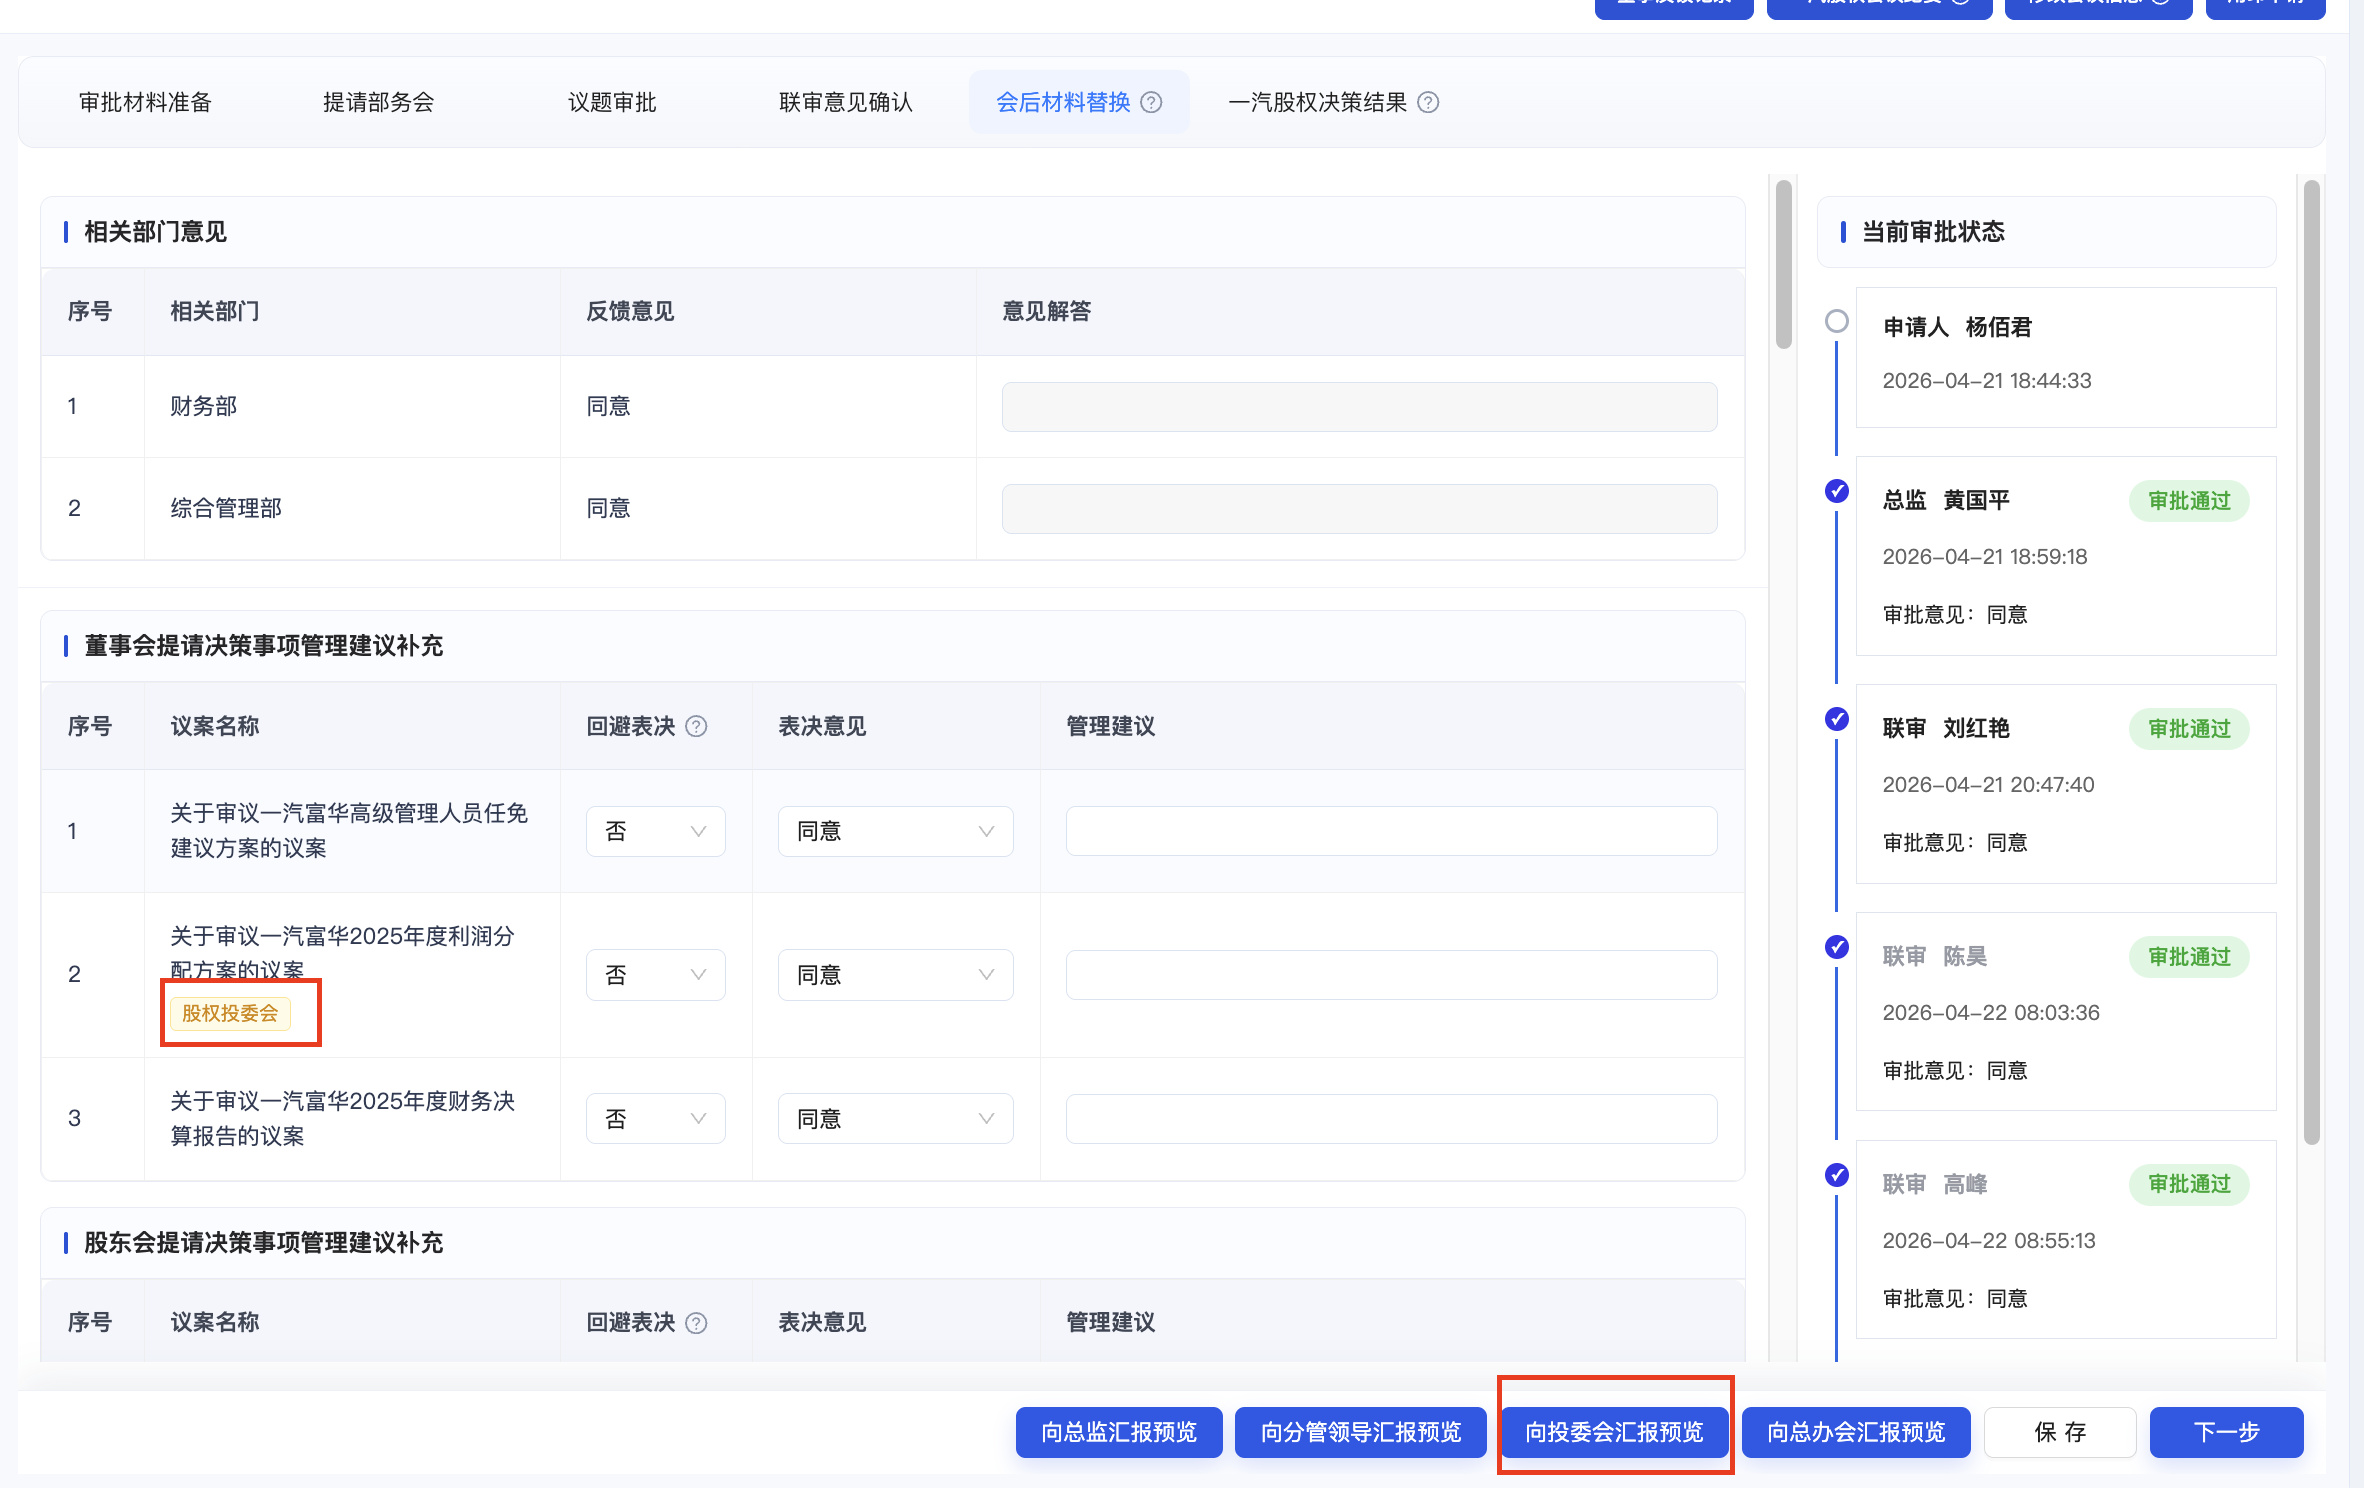 审批材料准备
提请部务会
议题审批
联审意见确认
会后材料替换
一汽股权决策结果
相关部门意见
序号 相关部门 反馈意见 意见解答
1 财务部 同意
2 综合管理部 同意
董事会提请决策事项管理建议补充
序号 议案名称 回避表决 表决意见 管理建议
1 关于审议一汽富华高级管理人员任免 否 同意
建议方案的议案
2 关于审议一汽富华2025年度利润分 否 同意
配方案的议案
股权投委会
3 关于审议一汽富华2025年度财务决 否 同意
算报告的议案
股东会提请决策事项管理建议补充
序号 议案名称 回避表决 表决意见 管理建议
当前审批状态
申请人 杨佰君
2026-04-21 18:44:33
总监 黄国平 审批通过
2026-04-21 18:59:18
审批意见：同意
联审 刘红艳 审批通过
2026-04-21 20:47:40
审批意见：同意
联审 陈昊 审批通过
2026-04-22 08:03:36
审批意见：同意
联审 高峰 审批通过
2026-04-22 08:55:13
审批意见：同意
向总监汇报预览
向分管领导汇报预览
向投委会汇报预览
向总办会汇报预览
保 存
下一步